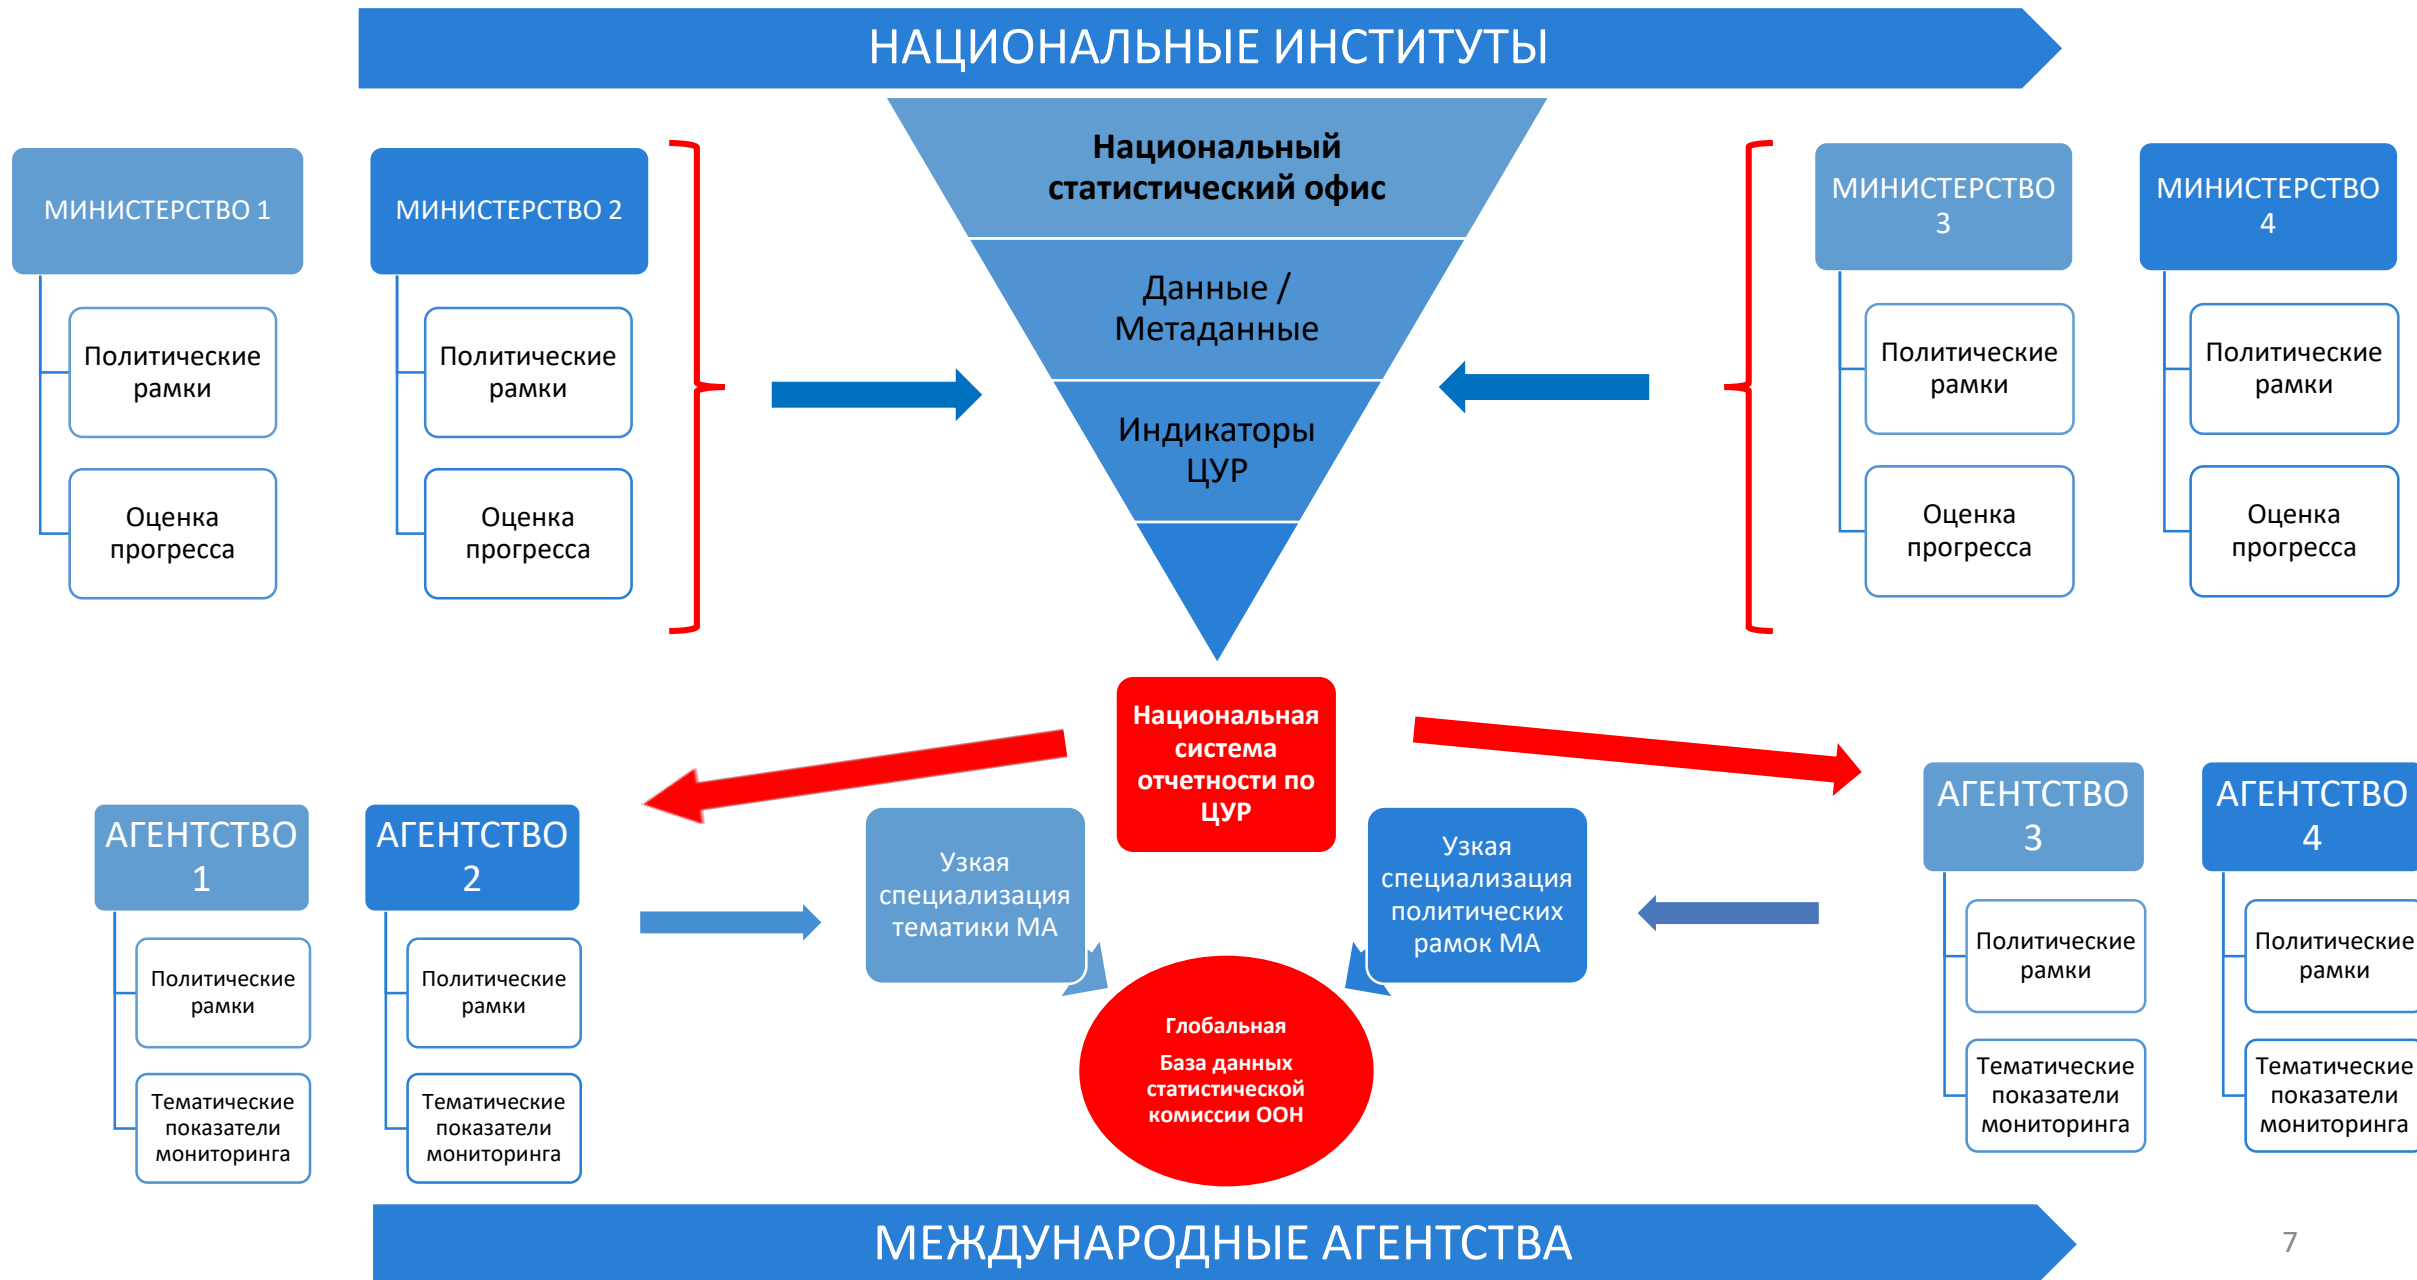 НАЦИОНАЛЬНЫЕ ИНСТИТУТЫ
МИНИСТЕРСТВО 1
Политические
рамки
Оценка
прогресса
МИНИСТЕРСТВО 2
Политические
рамки
Оценка
прогресса
Национальный
статистический офис
Данные /
Метаданные
Индикаторы
ЦУР
МИНИСТЕРСТВО
3
Политические
рамки
Оценка
прогресса
МИНИСТЕРСТВО
4
Политические
рамки
Оценка
прогресса
Национальная
система
отчетности по
ЦУР
АГЕНТСТВО
1
Политические
рамки
Тематические
показатели
мониторинга
АГЕНТСТВО
2
Политические
рамки
Тематические
показатели
мониторинга
Узкая
специализация
тематики МА
Узкая
специализация
политических
рамок МА
Глобальная
База данных
статистической
комиссии ООН
АГЕНТСТВО
3
Политические
рамки
Тематические
показатели
мониторинга
АГЕНТСТВО
4
Политические
рамки
Тематические
показатели
мониторинга
МЕЖДУНАРОДНЫЕ АГЕНТСТВА
7